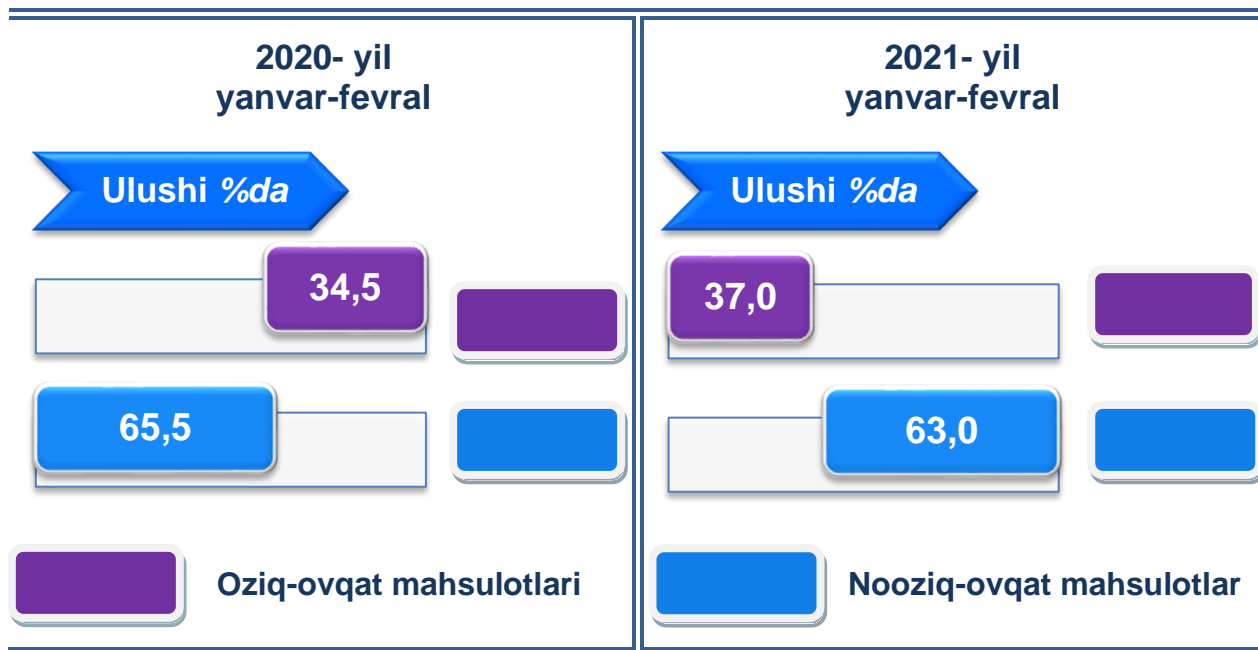 2020- yil
yanvar-fevral
Ulushi %da
34,5
65,5
2021- yil
yanvar-fevral
Ulushi %da
37,0
63,0
Oziq-ovqat mahsulotlari
Nooziq-ovqat mahsulotlar